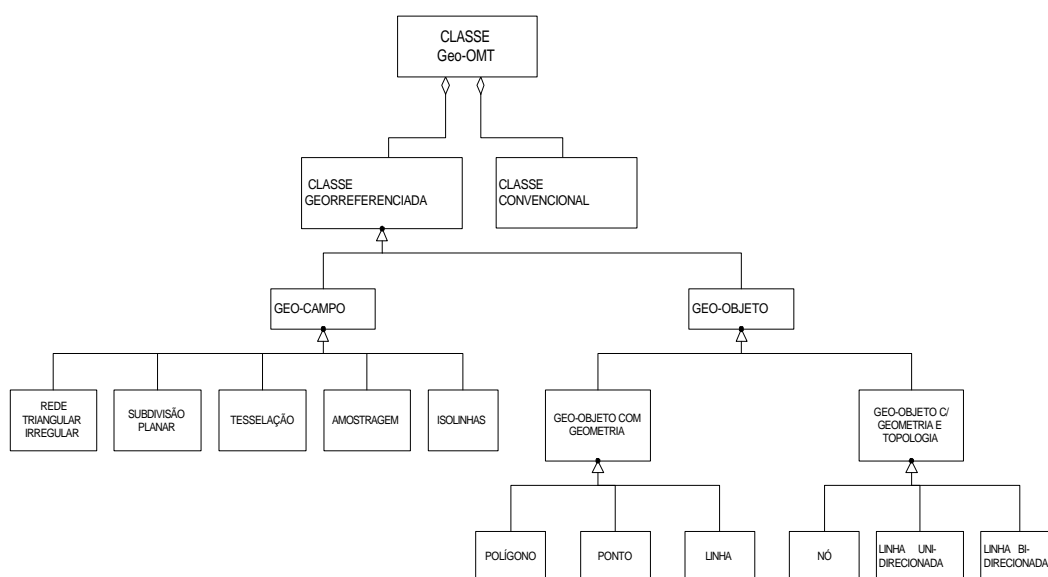 CLASSE
Geo-OMT
CLASSE
GEORREFERENCIADA
CLASSE
CONVENCIONAL
GEO-CAMPO
GEO-OBJETO
REDE
TRIANGULAR
IRREGULAR
SUBDIVISÃO
PLANAR
TESSELAÇÃO
AMOSTRAGEM
ISOLINHAS
GEO-OBJETO COM
GEOMETRIA
GEO-OBJETO C/
GEOMETRIA E
TOPOLOGIA
POLÍGONO
PONTO
LINHA
NÓ
LINHA UNI-
DIRECIONADA
LINHA BI-
DIRECIONADA